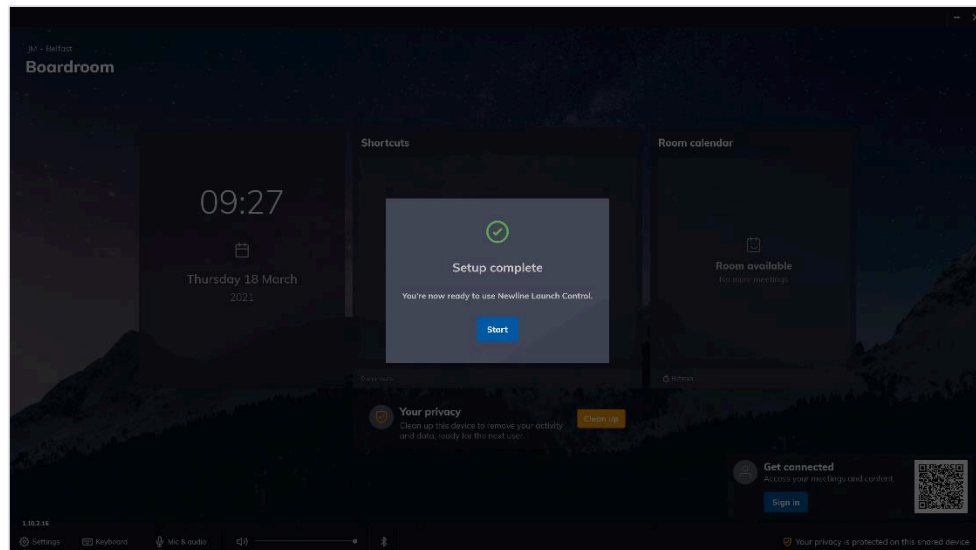 JM - Belfast
Boardroom
Shortcuts
Room calendar
09:27
Thursday 18 March
2021
Setup complete
You're now ready to use Newline Launch Control.
Start
Room available
No more meetings
Refresh
Your privacy
Clean up this device to remove your activity
and data, ready for the next user.
Clean up
Get connected
Access your meetings and content
Sign in
1.10.2.16
Settings
Keyboard
Mic & audio
Your privacy is protected on this shared device